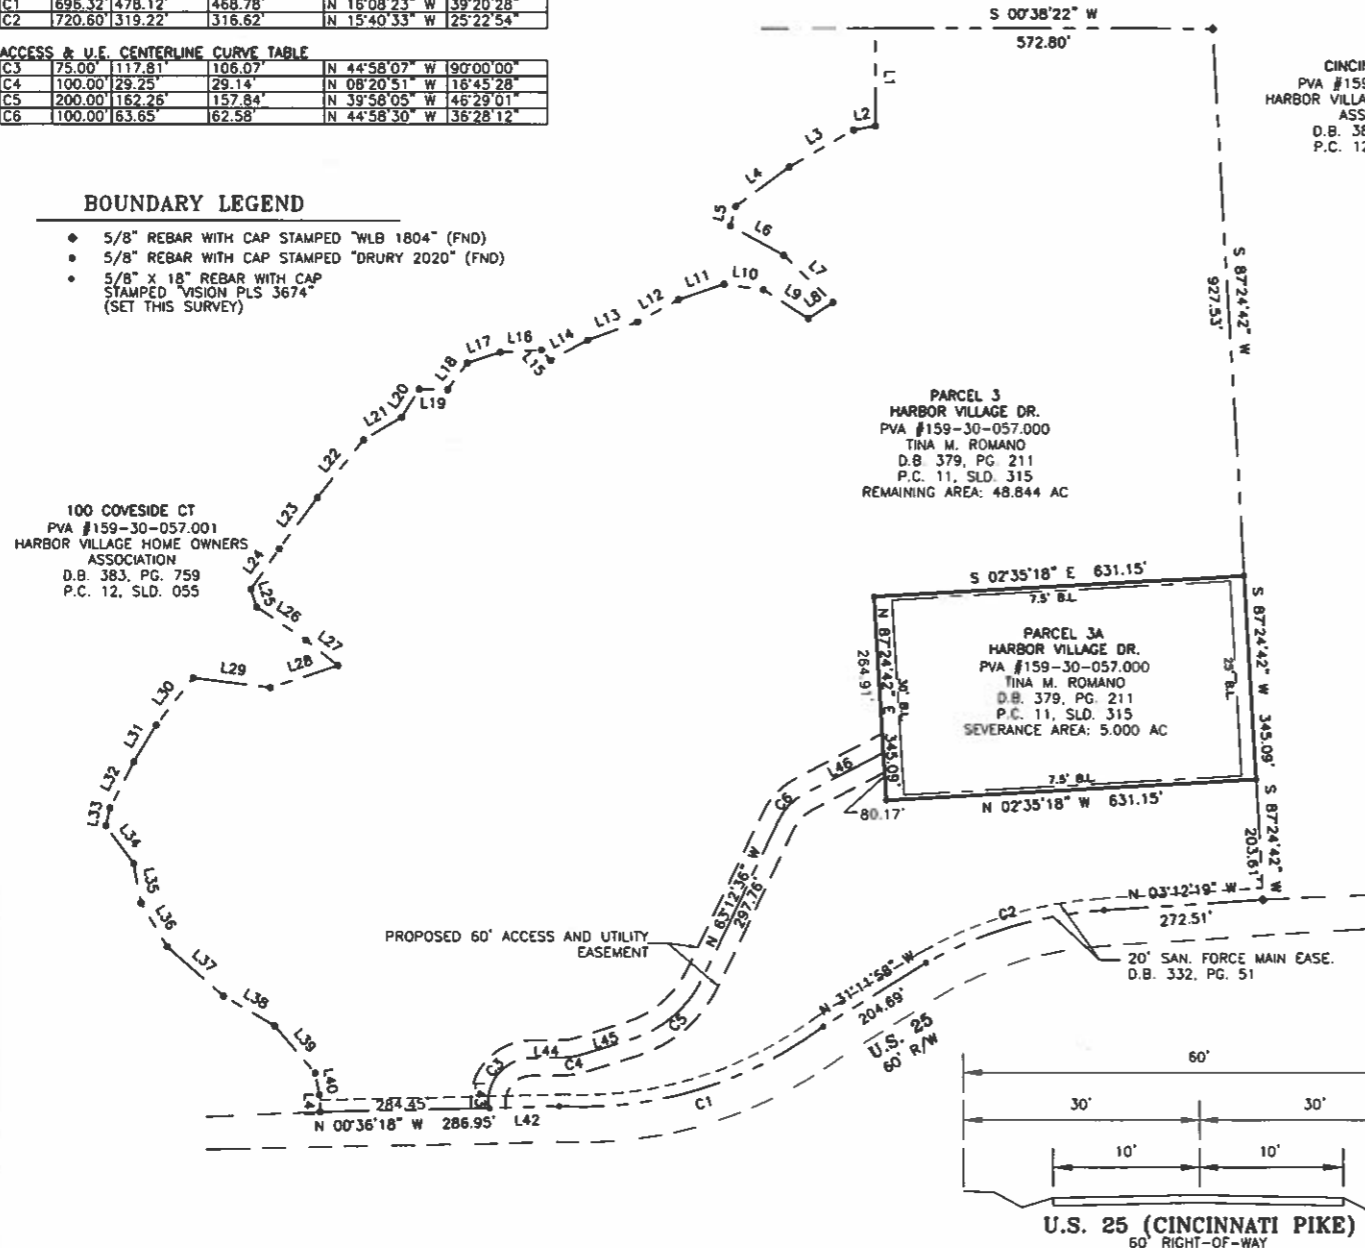 C1 696.32' 478.12' 468.78' N 16°08'23" W 39°20'28"
C2 720.60' 319.22' 316.62' N 15°40'33" W 25°22'54"
ACCESS & U.E. CENTERLINE CURVE TABLE
C3 75.00' 117.81' 106.07' N 44°58'07" W 90°00'00"
C4 100.00' 29.25' 29.14' N 08°20'51" W 16°45'28"
C5 200.00' 162.26' 157.84' N 39°58'05" W 46°29'01"
C6 100.00' 63.65' 62.58' N 44°58'30" W 36°28'12"
BOUNDARY LEGEND
5/8" REBAR WITH CAP STAMPED "WLB 1804" (FND)
5/8" REBAR WITH CAP STAMPED "DRURY 2020" (FND)
5/8" X 18" REBAR WITH CAP
STAMPED "VISION PLS 3674"
(SET THIS SURVEY)
S 00°38'22" W
572.80'
CINCI
PVA #159
HARBOR VILLA
ASS
D.B. 38
P.C. 12
L1
L2
L3
L4
L5
L6
L7
L81
L9
L10
L11
L12
L13
L14
L15
L16
L17
L18
L19
L20
L21
L22
L23
L24
L25
L26
L27
L28
L29
L30
L31
L32
L33
L34
L35
L36
L37
L38
L39
L40
L41
S 87°24'42" W
927.53'
PARCEL 3
HARBOR VILLAGE DR.
PVA #159-30-057.000
TINA M. ROMANO
D.B. 379, PG. 211
P.C. 11, SLD. 315
REMAINING AREA: 48.844 AC
100 COVESIDE CT
PVA #159-30-057.001
HARBOR VILLAGE HOME OWNERS
ASSOCIATION
D.B. 383, PG. 759
P.C. 12, SLD. 055
S 02°35'18" E 631.15'
7.5' B.L.
N 87°24'42" E 345.09'
264.91'
30' B.L.
PARCEL 3A
HARBOR VILLAGE DR.
PVA #159-30-057.000
TINA M. ROMANO
D.B. 379, PG. 211
P.C. 11, SLD. 315
SEVERANCE AREA: 5.000 AC
25' B.L.
S 87°24'42" W 345.09'
7.5' B.L.
N 02°35'18" W 631.15'
80.17'
S 87°24'42" W
203.61'
L46
C6
N 63°12'36" W
297.76'
PROPOSED 60' ACCESS AND UTILITY
EASEMENT
C5
L45
C4
L44
C3
L43
N 03°12'19" W
272.51'
C2
20' SAN. FORCE MAIN EASE.
D.B. 332, PG. 51
N 31°11'58" W
204.69'
U.S. 25
60' R/W
C1
284.45'
N 00°36'18" W 286.95'
L42
60'
30' 30'
10' 10'
U.S. 25 (CINCINNATI PIKE)
60' RIGHT-OF-WAY